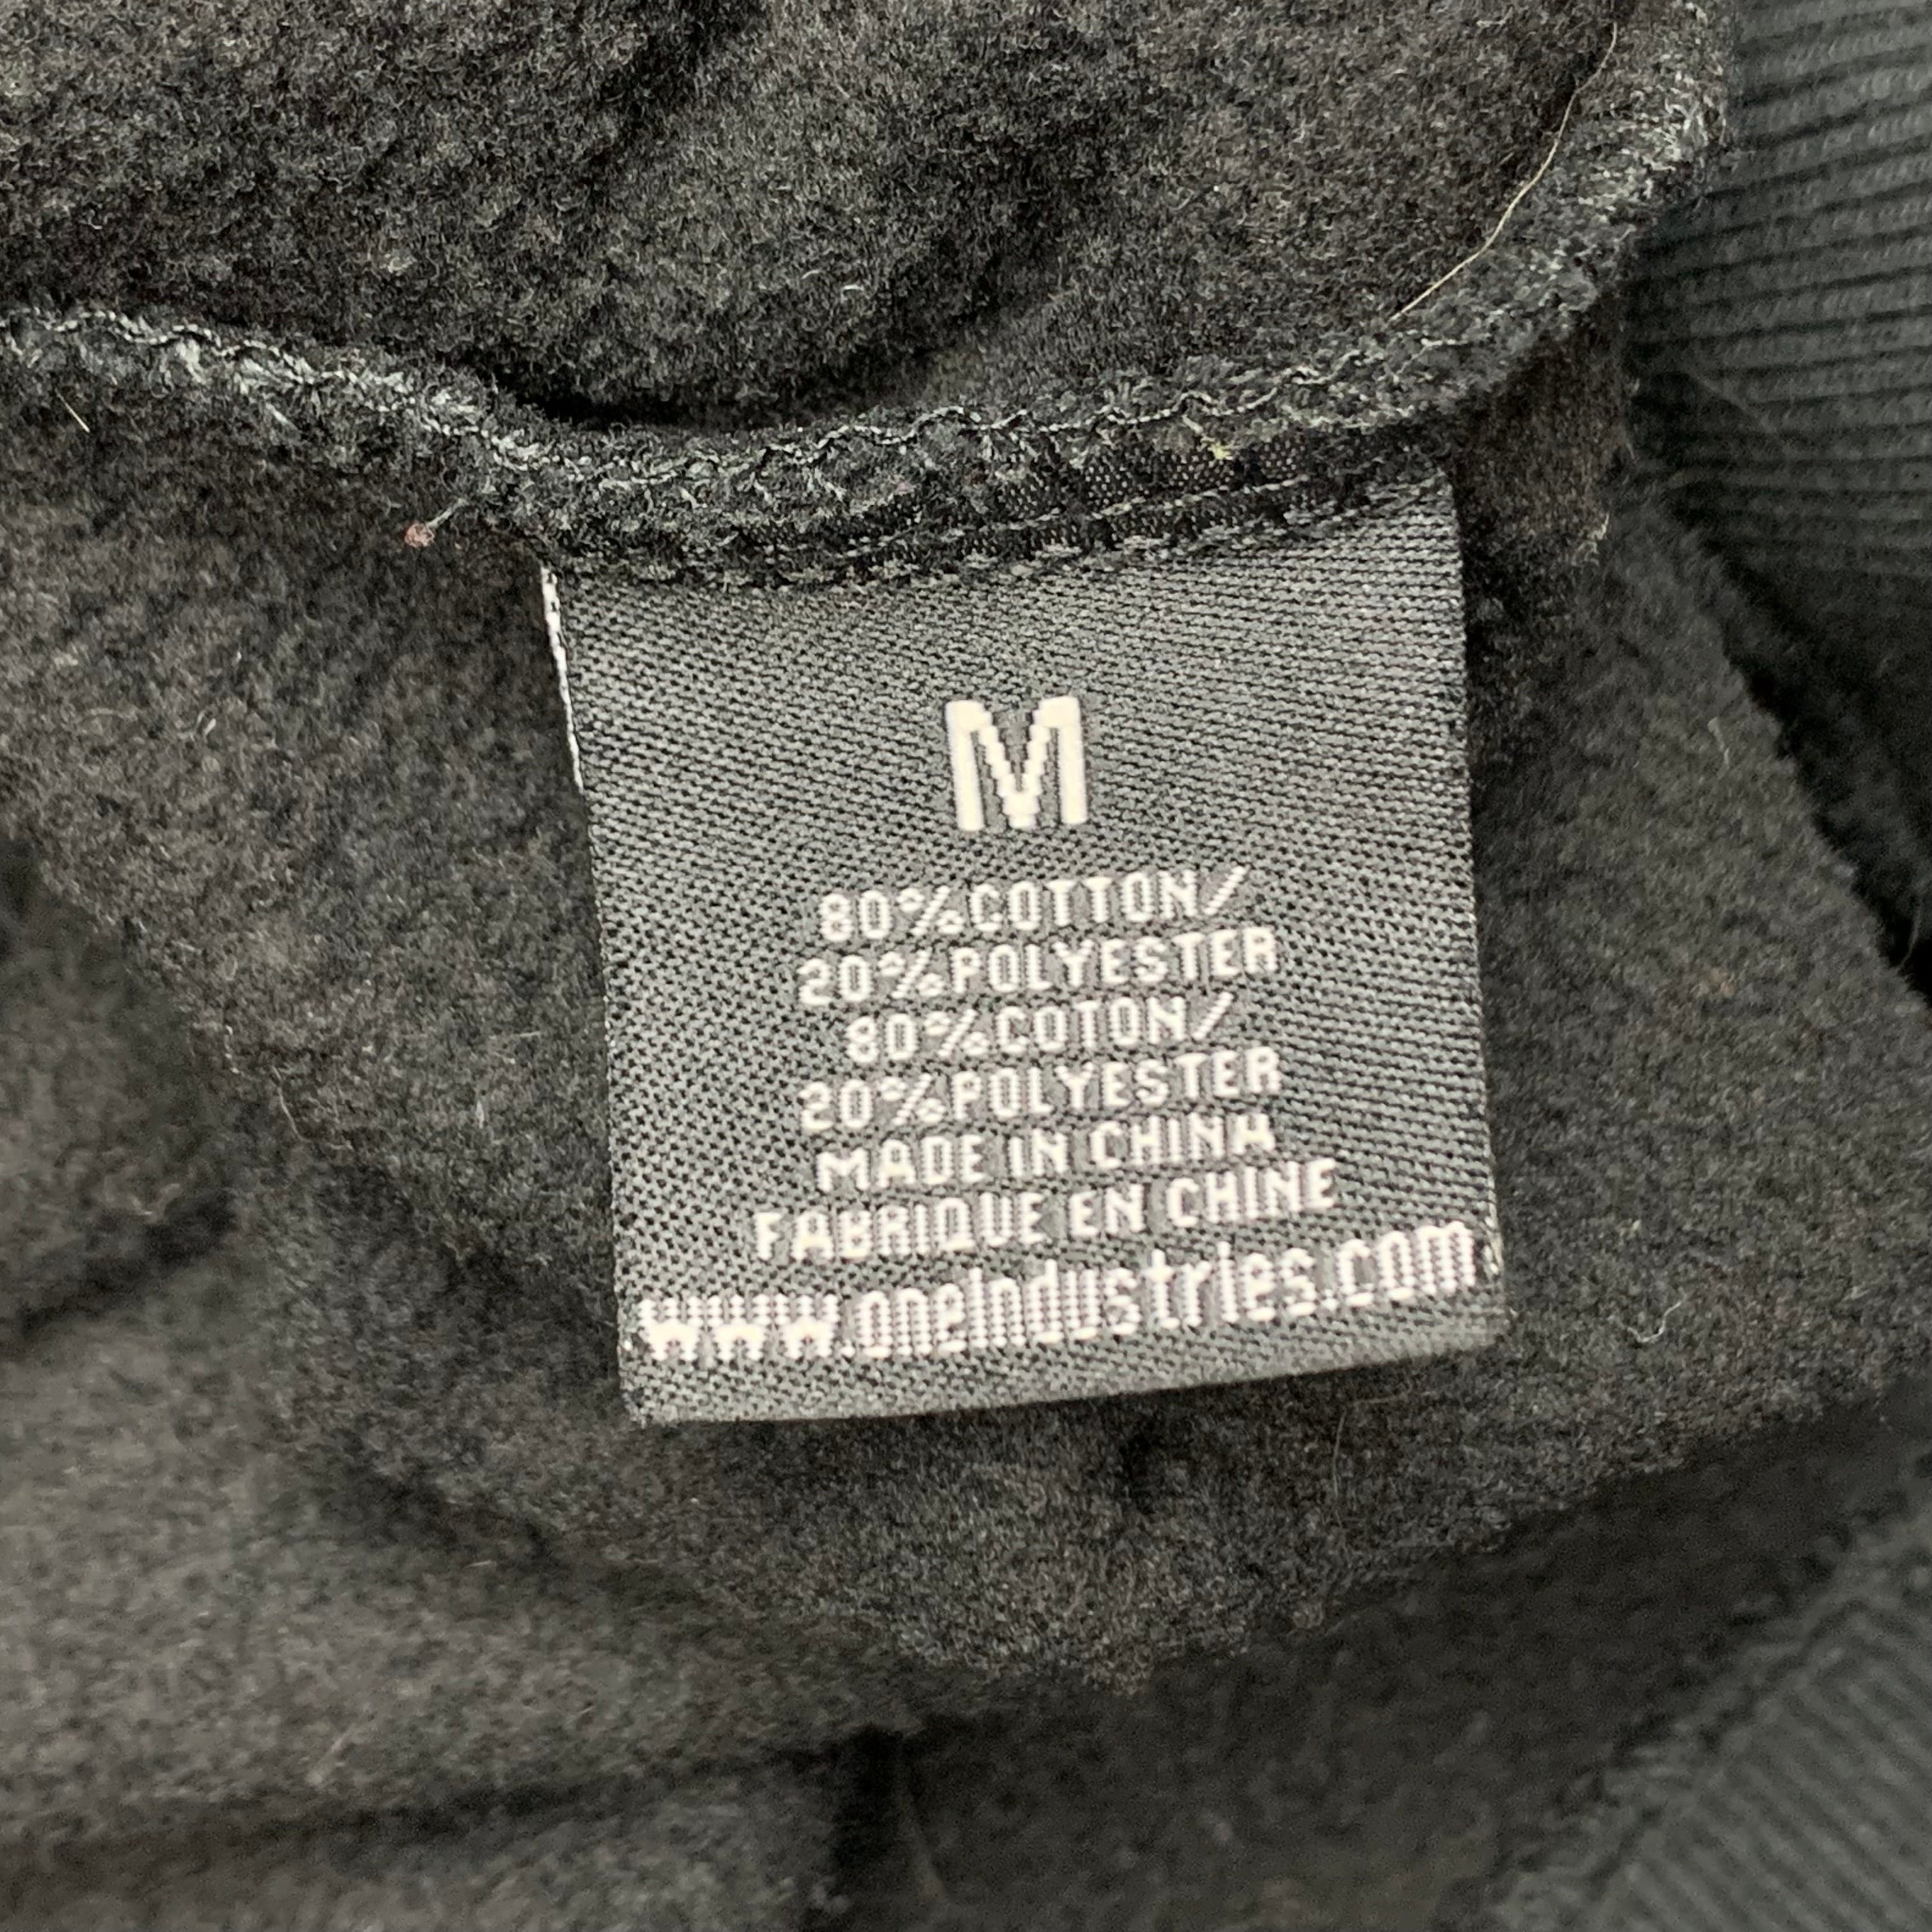 M
80%COTTON/
20%POLYESTER
80%COTON/
20%POLYESTER
MADE IN CHINA
FABRIQUE EN CHINE
www.oneindustries.com